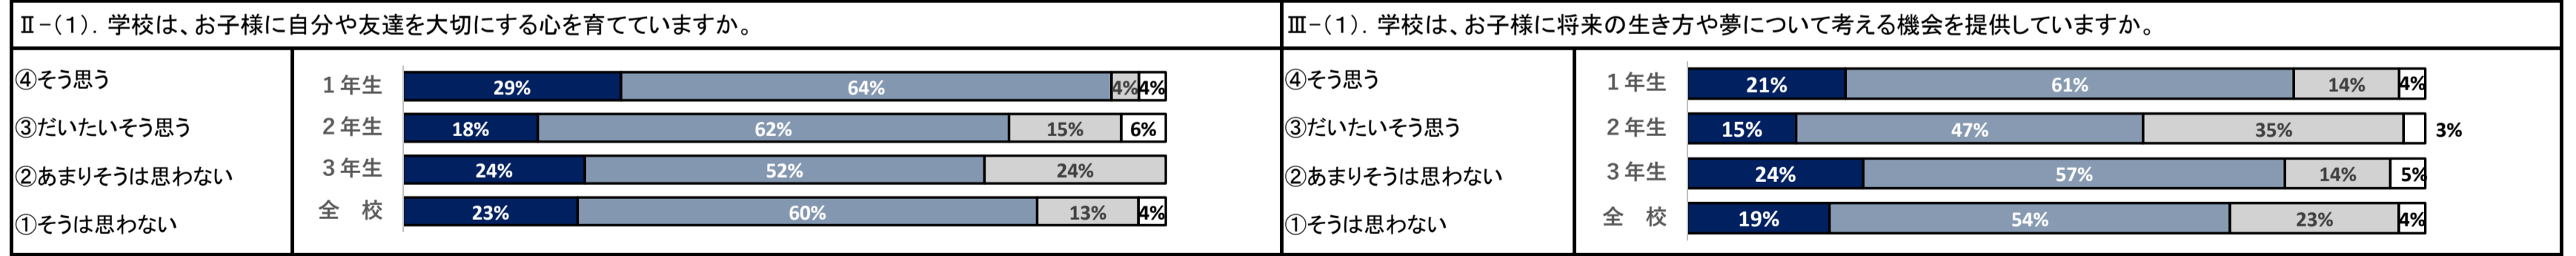 Ⅱ-(1). 学校は、お子様に自分や友達を大切にする心を育てていますか。
④そう思う
③だいたいそう思う
②あまりそうは思わない
①そうは思わない
1年生 29% 64% 4% 4%
2年生 18% 62% 15% 6%
3年生 24% 52% 24%
全 校 23% 60% 13% 4%
Ⅲ-(1). 学校は、お子様に将来の生き方や夢について考える機会を提供していますか。
④そう思う
③だいたいそう思う
②あまりそうは思わない
①そうは思わない
1年生 21% 61% 14% 4%
2年生 15% 47% 35% 3%
3年生 24% 57% 14% 5%
全 校 19% 54% 23% 4%